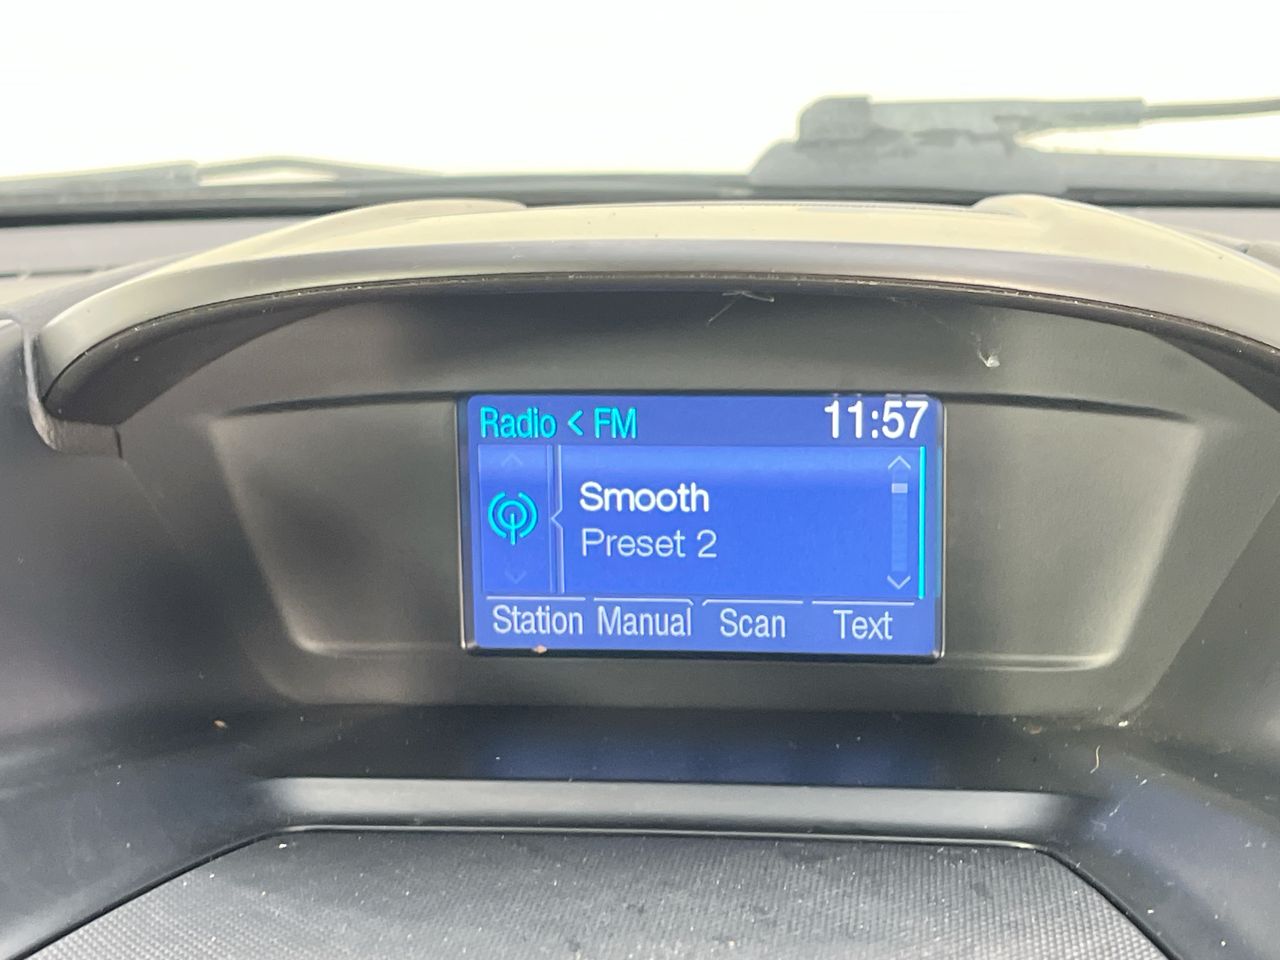 Radio < FM 11:57
Smooth
Preset 2
Station Manual Scan Text